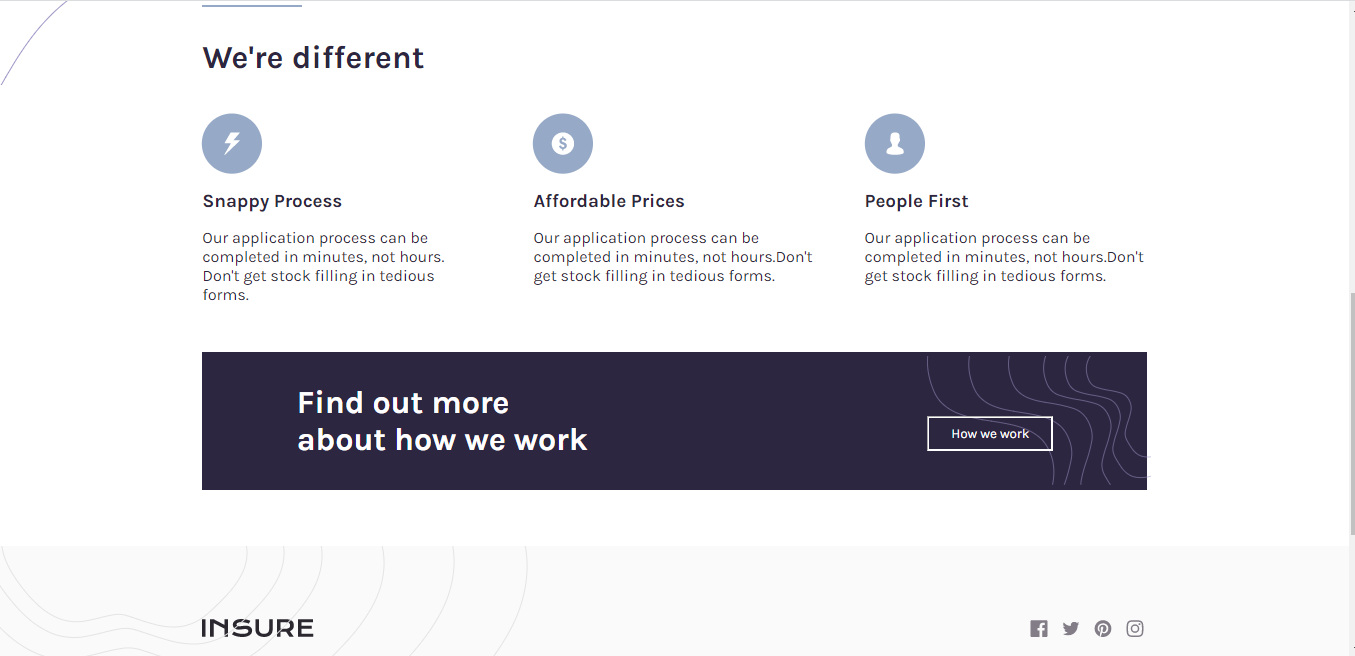 We're different
Snappy Process
Our application process can be
completed in minutes, not hours.
Don't get stock filling in tedious
forms.
Affordable Prices
Our application process can be
completed in minutes, not hours.Don't
get stock filling in tedious forms.
People First
Our application process can be
completed in minutes, not hours.Don't
get stock filling in tedious forms.
Find out more
about how we work
How we work
INSURE